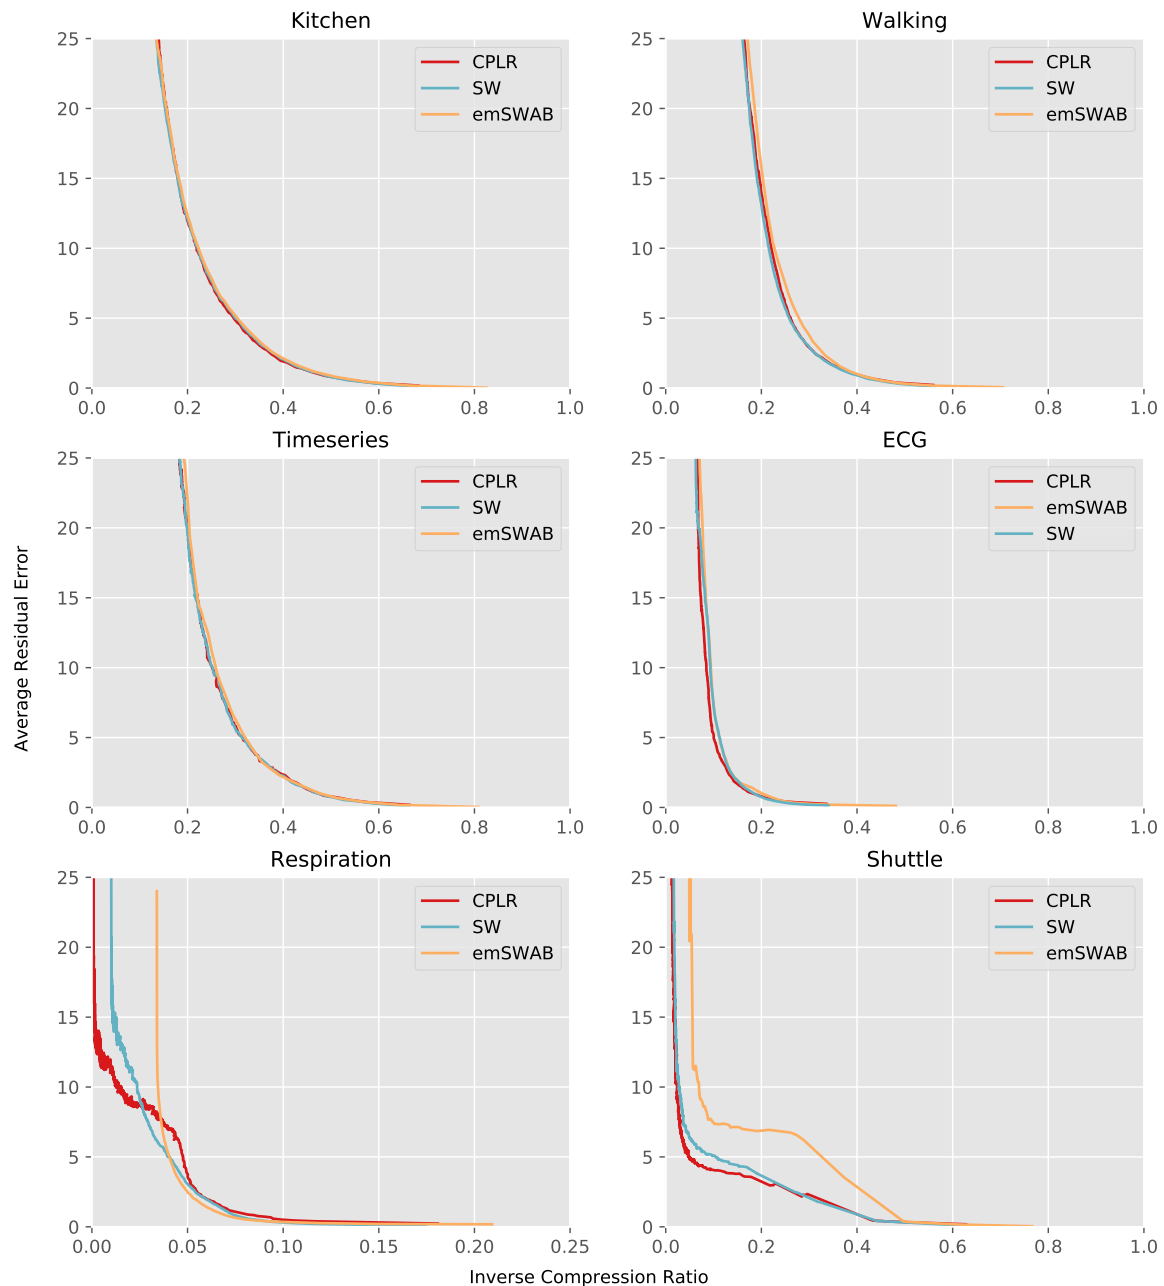 Kitchen
25
20
15
10
5
0
0.0 0.2 0.4 0.6 0.8 1.0
CPLR
SW
emSWAB
Walking
25
20
15
10
5
0
0.0 0.2 0.4 0.6 0.8 1.0
CPLR
SW
emSWAB
Timeseries
25
20
15
10
5
0
0.0 0.2 0.4 0.6 0.8 1.0
CPLR
SW
emSWAB
ECG
25
20
15
10
5
0
0.0 0.2 0.4 0.6 0.8 1.0
CPLR
emSWAB
SW
Average Residual Error
Respiration
25
20
15
10
5
0
0.00 0.05 0.10 0.15 0.20 0.25
CPLR
SW
emSWAB
Shuttle
25
20
15
10
5
0
0.0 0.2 0.4 0.6 0.8 1.0
CPLR
SW
emSWAB
Inverse Compression Ratio